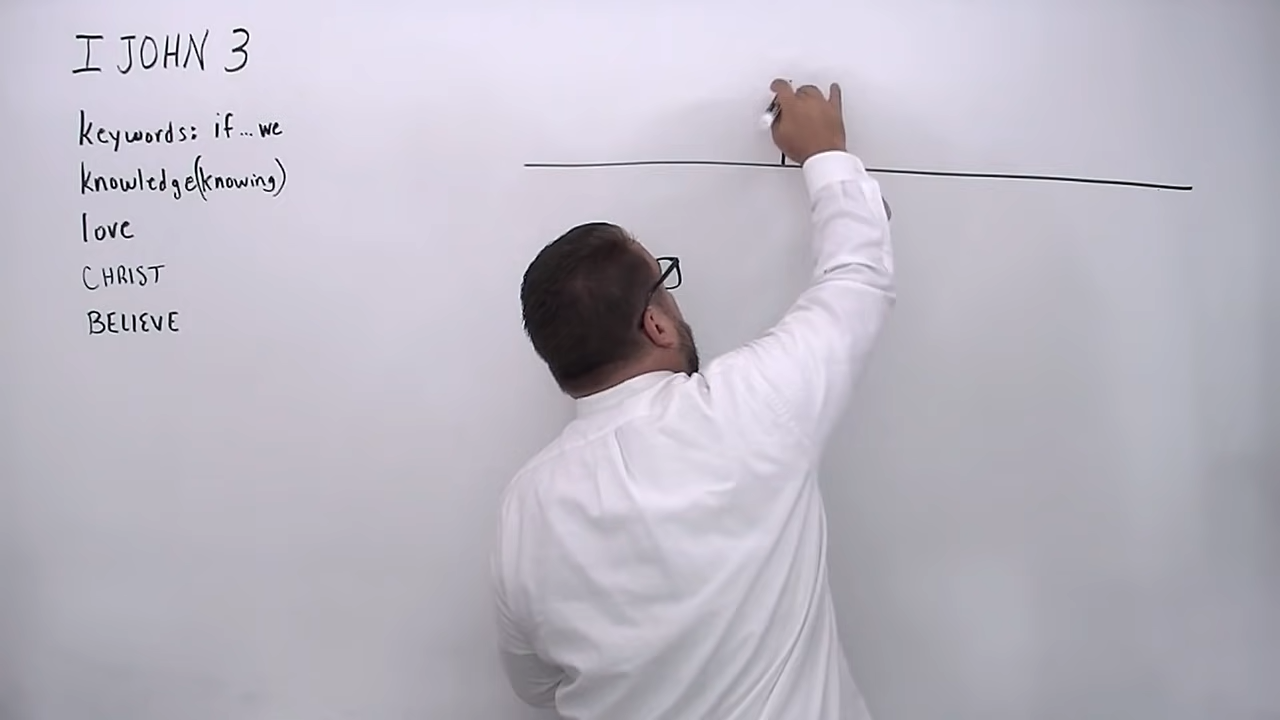 I JOHN 3
keywords: if...we
knowledge(knowing)
love
CHRIST
BELIEVE